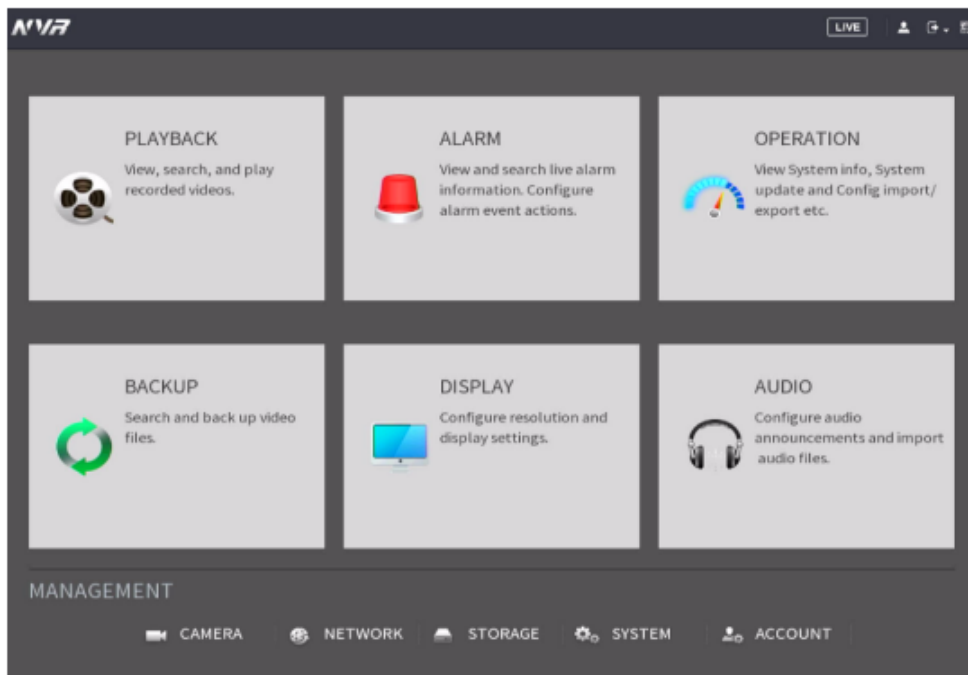 NVR
LIVE
PLAYBACK
View, search, and play
recorded videos.
ALARM
View and search live alarm
information. Configure
alarm event actions.
OPERATION
View System info, System
update and Config import/
export etc.
BACKUP
Search and back up video
files.
DISPLAY
Configure resolution and
display settings.
AUDIO
Configure audio
announcements and import
audio files.
MANAGEMENT
CAMERA NETWORK STORAGE SYSTEM ACCOUNT